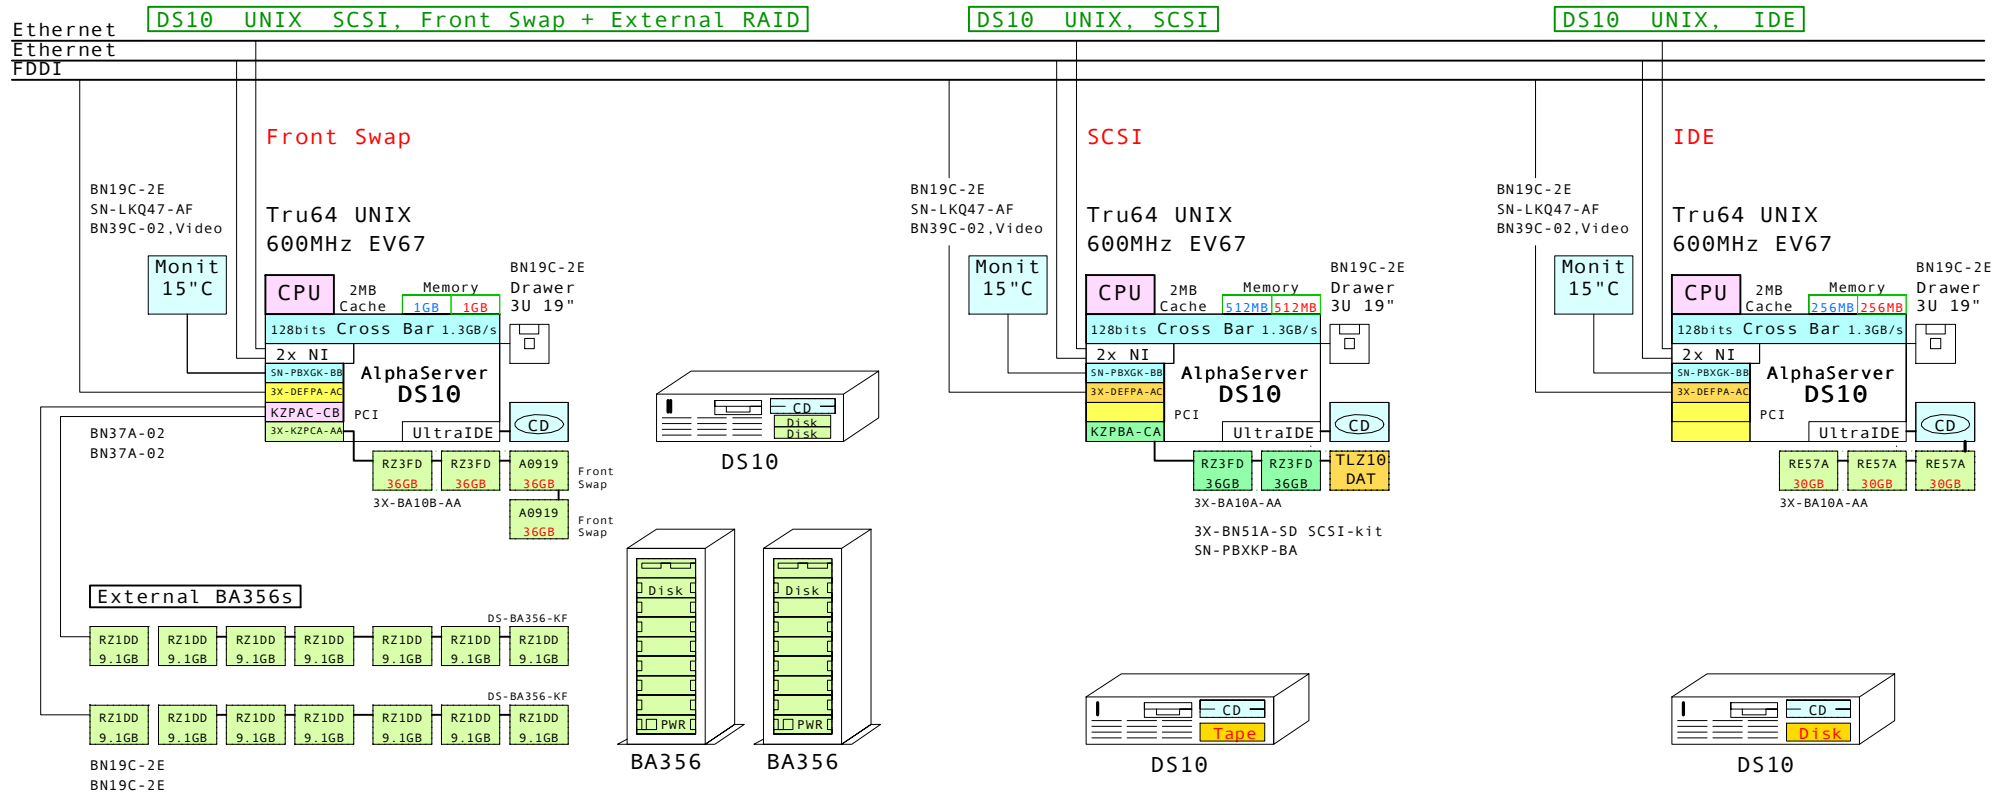 DS10 UNIX SCSI, Front Swap + External RAID
DS10 UNIX, SCSI
DS10 UNIX, IDE
Ethernet
Ethernet
FDDI
Front Swap
BN19C-2E
SN-LKQ47-AF
BN39C-02,Video
Tru64 UNIX
600MHz EV67
Monit
15"C
CPU
2MB
Cache
Memory
1GB 1GB
BN19C-2E
Drawer
3U 19"
128bits Cross Bar 1.3GB/s
2x NI
SN-PBXGK-BB
3X-DEFPA-AC
KZPAC-CB
3X-KZPCA-AA
AlphaServer
DS10
PCI
UltraIDE
CD
BN37A-02
BN37A-02
RZ3FD
36GB
RZ3FD
36GB
A0919
36GB
Front
Swap
3X-BA10B-AA
A0919
36GB
Front
Swap
External BA356s
DS-BA356-KF
RZ1DD RZ1DD RZ1DD RZ1DD RZ1DD RZ1DD RZ1DD
9.1GB 9.1GB 9.1GB 9.1GB 9.1GB 9.1GB 9.1GB
DS-BA356-KF
RZ1DD RZ1DD RZ1DD RZ1DD RZ1DD RZ1DD RZ1DD
9.1GB 9.1GB 9.1GB 9.1GB 9.1GB 9.1GB 9.1GB
BN19C-2E
BN19C-2E
CD
Disk
Disk
DS10
Disk
PWR
BA356
Disk
PWR
BA356
SCSI
BN19C-2E
SN-LKQ47-AF
BN39C-02,Video
Tru64 UNIX
600MHz EV67
Monit
15"C
CPU
2MB
Cache
Memory
512MB 512MB
BN19C-2E
Drawer
3U 19"
128bits Cross Bar 1.3GB/s
2x NI
SN-PBXGK-BB
3X-DEFPA-AC
KZPBA-CA
AlphaServer
DS10
PCI
UltraIDE
CD
RZ3FD
36GB
RZ3FD
36GB
TLZ10
DAT
3X-BA10A-AA
3X-BN51A-SD SCSI-kit
SN-PBXKP-BA
CD
Tape
DS10
IDE
BN19C-2E
SN-LKQ47-AF
BN39C-02,Video
Tru64 UNIX
600MHz EV67
Monit
15"C
CPU
2MB
Cache
Memory
256MB 256MB
BN19C-2E
Drawer
3U 19"
128bits Cross Bar 1.3GB/s
2x NI
SN-PBXGK-BB
3X-DEFPA-AC
AlphaServer
DS10
PCI
UltraIDE
CD
RE57A
30GB
RE57A
30GB
RE57A
30GB
3X-BA10A-AA
CD
Disk
DS10